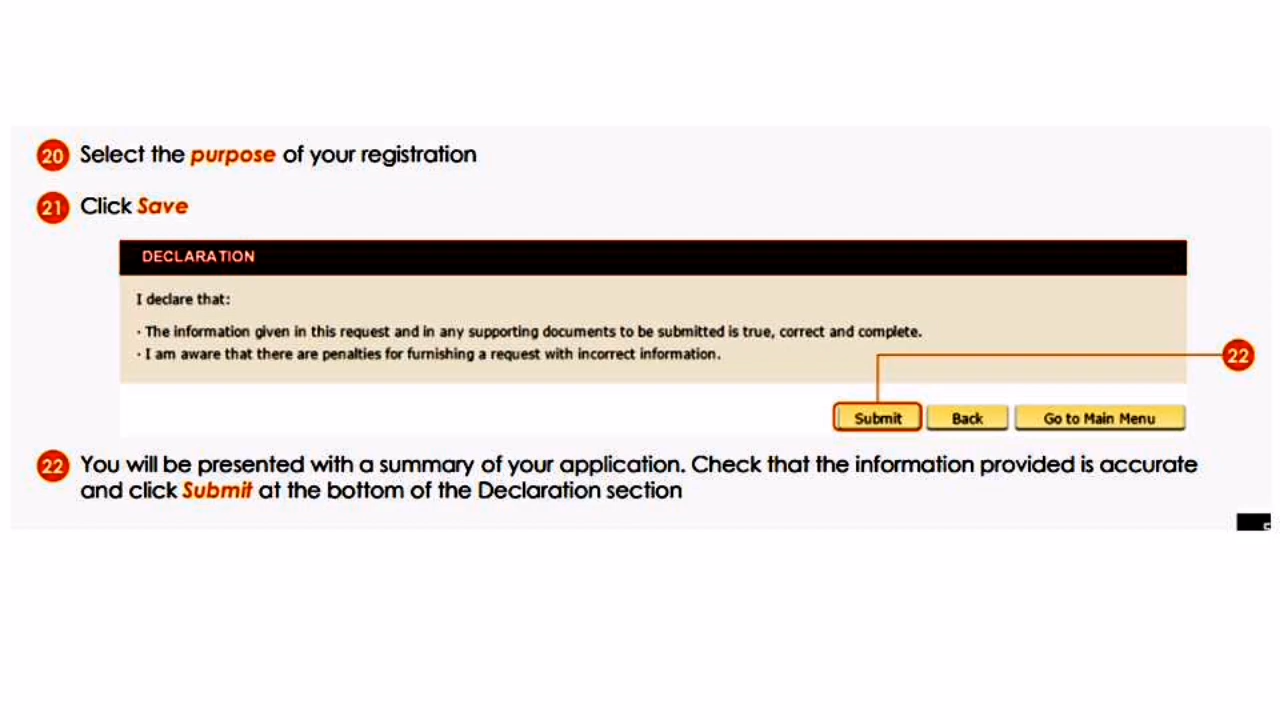 20 Select the purpose of your registration
21 Click Save
DECLARATION
I declare that:
· The information given in this request and in any supporting documents to be submitted is true, correct and complete.
· I am aware that there are penalties for furnishing a request with incorrect information.
22
Submit Back Go to Main Menu
22 You will be presented with a summary of your application. Check that the information provided is accurate
and click Submit at the bottom of the Declaration section